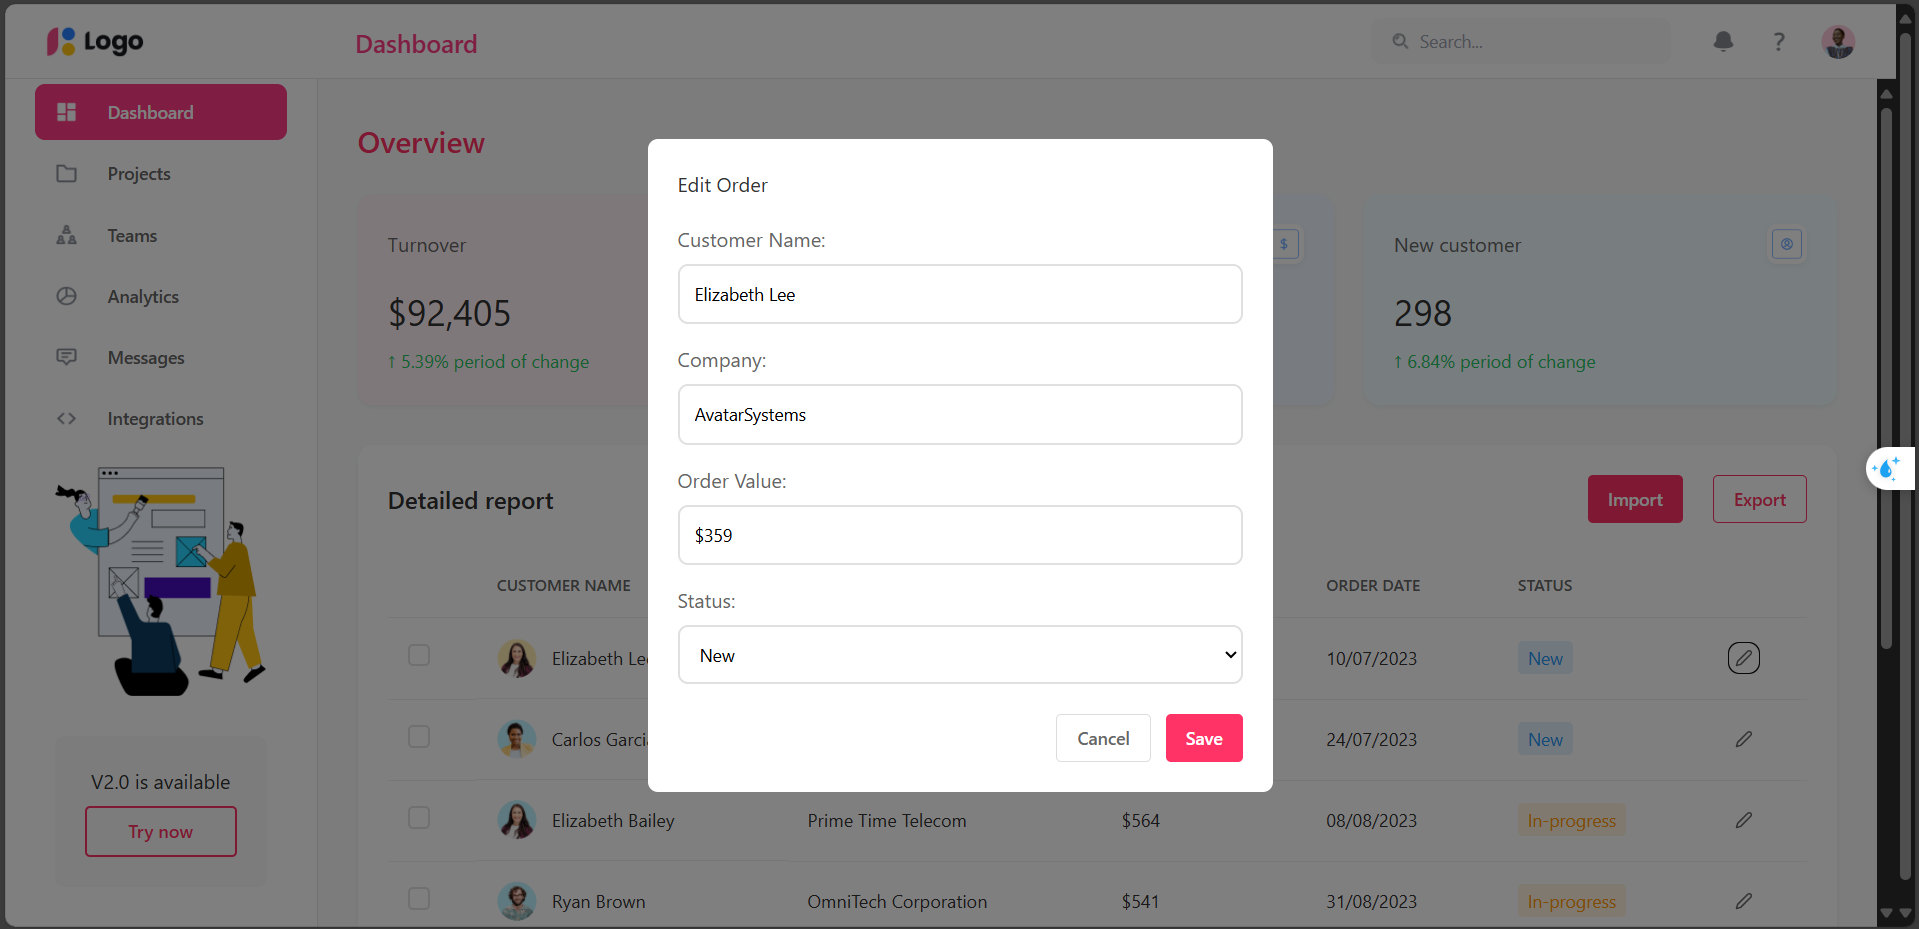 Logo
Dashboard
Search...
?
Dashboard
Projects
Teams
Analytics
Messages
Integrations
V2.0 is available
Try now
Overview
Turnover
$92,405
↑ 5.39% period of change
$
New customer
298
↑ 6.84% period of change
Detailed report
Import
Export
CUSTOMER NAME
ORDER DATE
STATUS
Elizabeth Le
10/07/2023
New
Carlos Garci
24/07/2023
New
Elizabeth Bailey
Prime Time Telecom
$564
08/08/2023
In-progress
Ryan Brown
OmniTech Corporation
$541
31/08/2023
In-progress
Edit Order
Customer Name:
Elizabeth Lee
Company:
AvatarSystems
Order Value:
$359
Status:
New
Cancel
Save